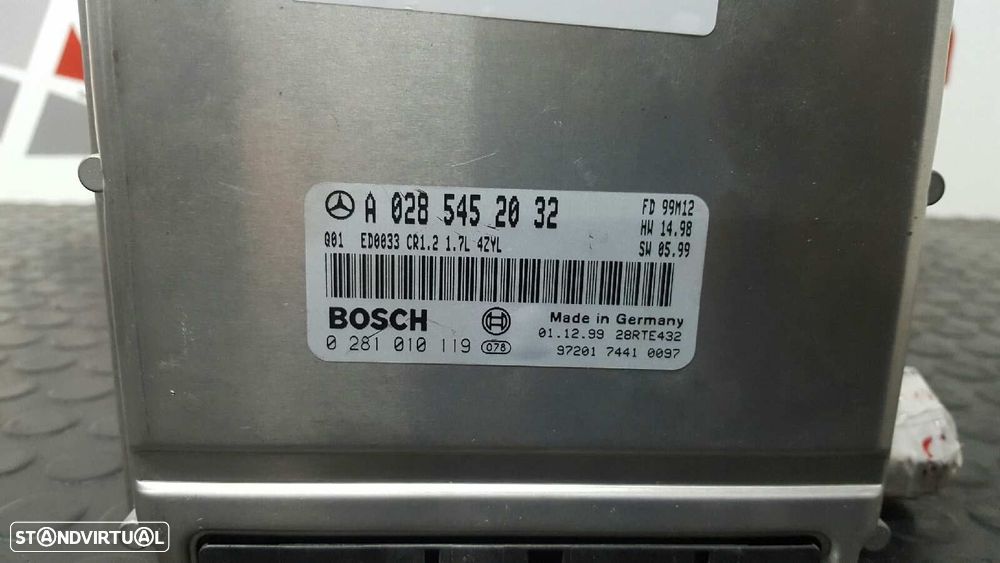 A 028 545 20 32
FD 99M12
HW 14.98
Q01 ED0033 CR1.2 1.7L 4ZYL
SW 05.99
BOSCH
Made in Germany
01.12.99 28RTE432
0 281 010 119 078
97201 7441 0097
STANDVIRTUAL